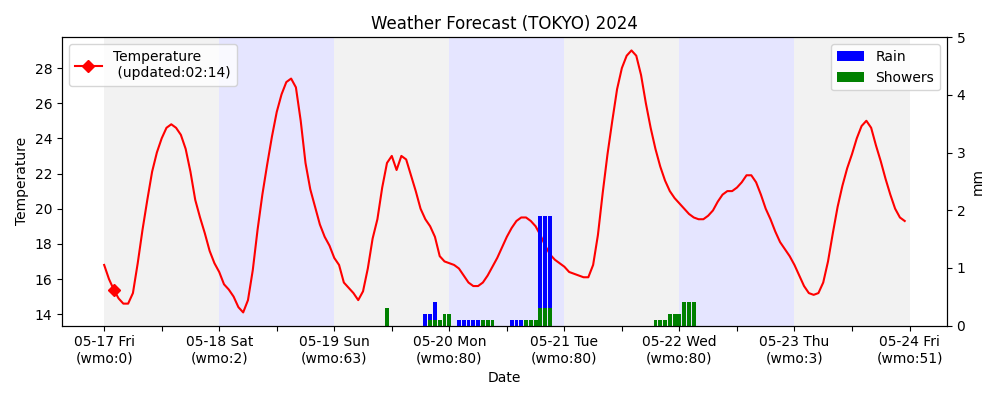 Weather Forecast (TOKYO) 2024
Temperature
(updated:02:14)
Rain
Showers
28
26
24
22
20
18
16
14
Temperature
5
4
3
2
1
0
mm
05-17 Fri
(wmo:0)
05-18 Sat
(wmo:2)
05-19 Sun
(wmo:63)
05-20 Mon
(wmo:80)
05-21 Tue
(wmo:80)
05-22 Wed
(wmo:80)
05-23 Thu
(wmo:3)
05-24 Fri
(wmo:51)
Date